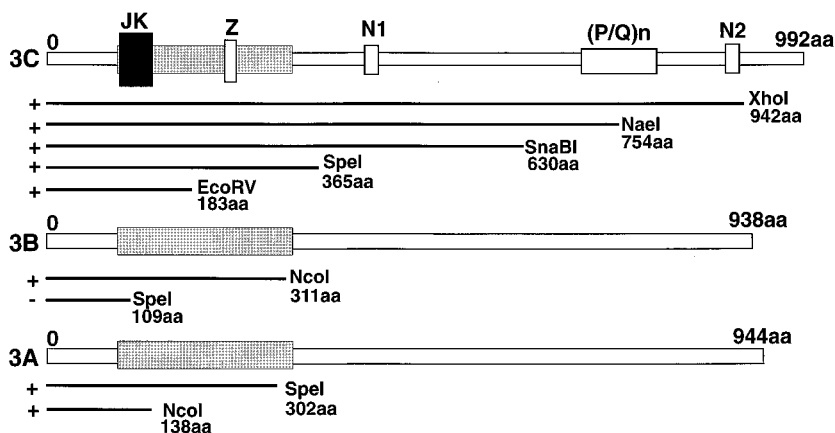 JK Z N1 (P/Q)n N2
0 992aa
3C
+ XhoI
942aa
+ NaeI
754aa
+ SnaBI
630aa
+ SpeI
365aa
+ EcoRV
183aa
0 938aa
3B
+ NcoI
311aa
- SpeI
109aa
0 944aa
3A
+ SpeI
302aa
+ NcoI
138aa